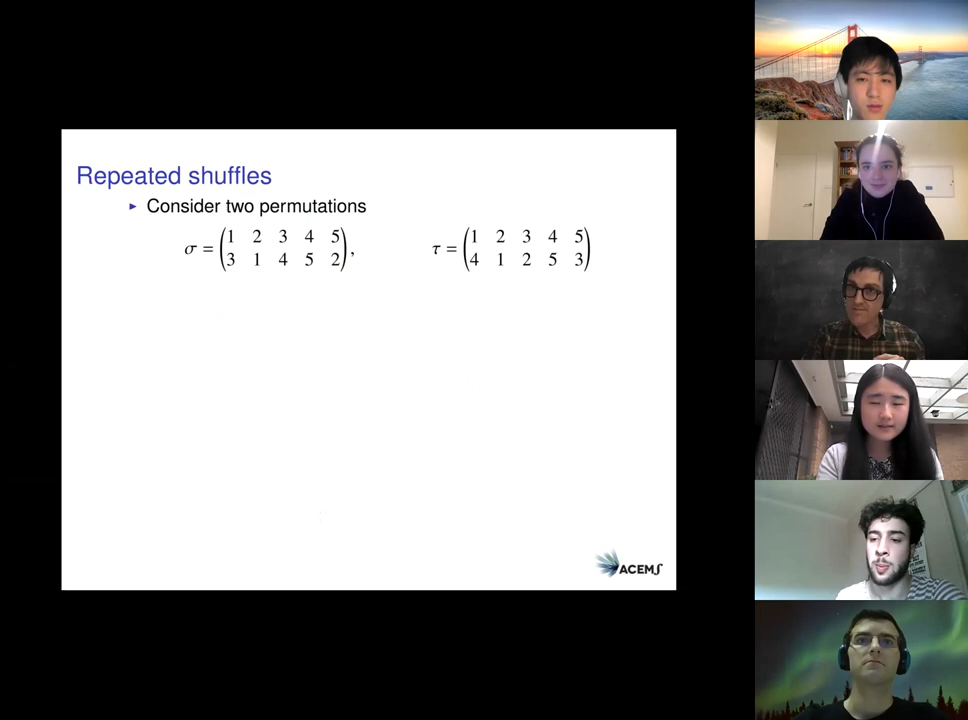 Repeated shuffles
▸ Consider two permutations
σ = (1 2 3 4 5
3 1 4 5 2), τ = (1 2 3 4 5
4 1 2 5 3)
ACEMS